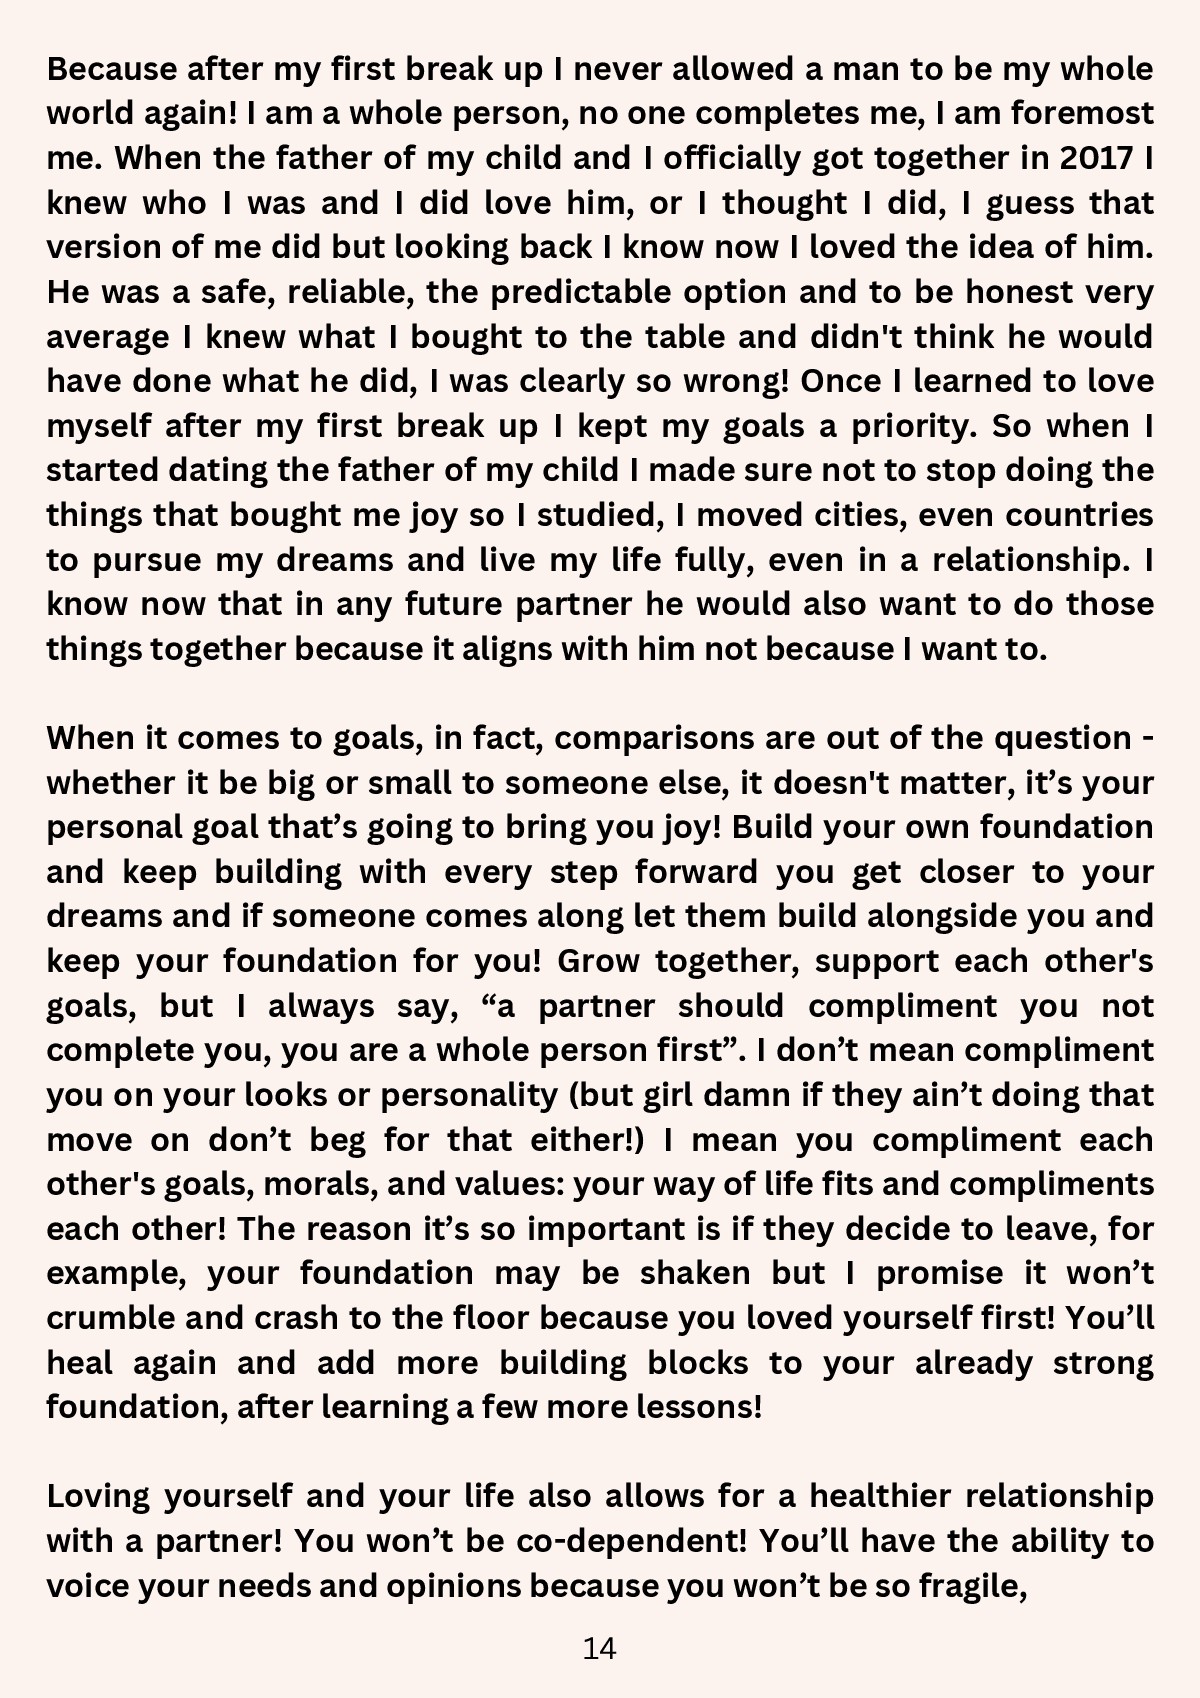 Because after my first break up I never allowed a man to be my whole
world again! I am a whole person, no one completes me, I am foremost
me. When the father of my child and I officially got together in 2017 I
knew who I was and I did love him, or I thought I did, I guess that
version of me did but looking back I know now I loved the idea of him.
He was a safe, reliable, the predictable option and to be honest very
average I knew what I bought to the table and didn't think he would
have done what he did, I was clearly so wrong! Once I learned to love
myself after my first break up I kept my goals a priority. So when I
started dating the father of my child I made sure not to stop doing the
things that bought me joy so I studied, I moved cities, even countries
to pursue my dreams and live my life fully, even in a relationship. I
know now that in any future partner he would also want to do those
things together because it aligns with him not because I want to.

When it comes to goals, in fact, comparisons are out of the question -
whether it be big or small to someone else, it doesn't matter, it’s your
personal goal that’s going to bring you joy! Build your own foundation
and keep building with every step forward you get closer to your
dreams and if someone comes along let them build alongside you and
keep your foundation for you! Grow together, support each other's
goals, but I always say, “a partner should compliment you not
complete you, you are a whole person first”. I don’t mean compliment
you on your looks or personality (but girl damn if they ain’t doing that
move on don’t beg for that either!) I mean you compliment each
other's goals, morals, and values: your way of life fits and compliments
each other! The reason it’s so important is if they decide to leave, for
example, your foundation may be shaken but I promise it won’t
crumble and crash to the floor because you loved yourself first! You’ll
heal again and add more building blocks to your already strong
foundation, after learning a few more lessons!

Loving yourself and your life also allows for a healthier relationship
with a partner! You won’t be co-dependent! You’ll have the ability to
voice your needs and opinions because you won’t be so fragile,
14